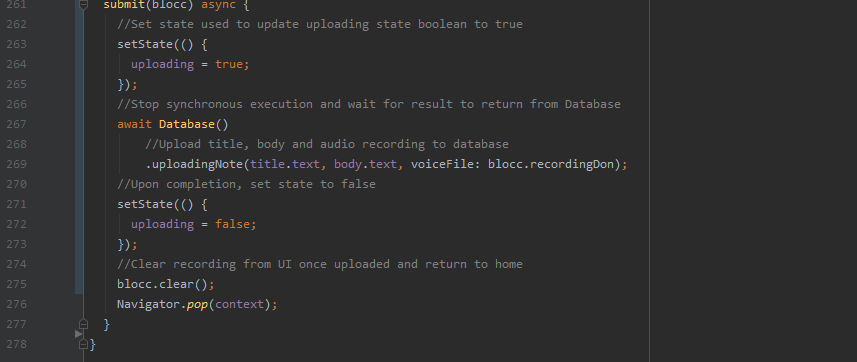 261 submit(blocc) async {
262 //Set state used to update uploading state boolean to true
263 setState(() {
264 uploading = true;
265 });
266 //Stop synchronous execution and wait for result to return from Database
267 await Database()
268 //Upload title, body and audio recording to database
269 .uploadingNote(title.text, body.text, voiceFile: blocc.recordingDon);
270 //Upon completion, set state to false
271 setState(() {
272 uploading = false;
273 });
274 //Clear recording from UI once uploaded and return to home
275 blocc.clear();
276 Navigator.pop(context);
277 }
278 }